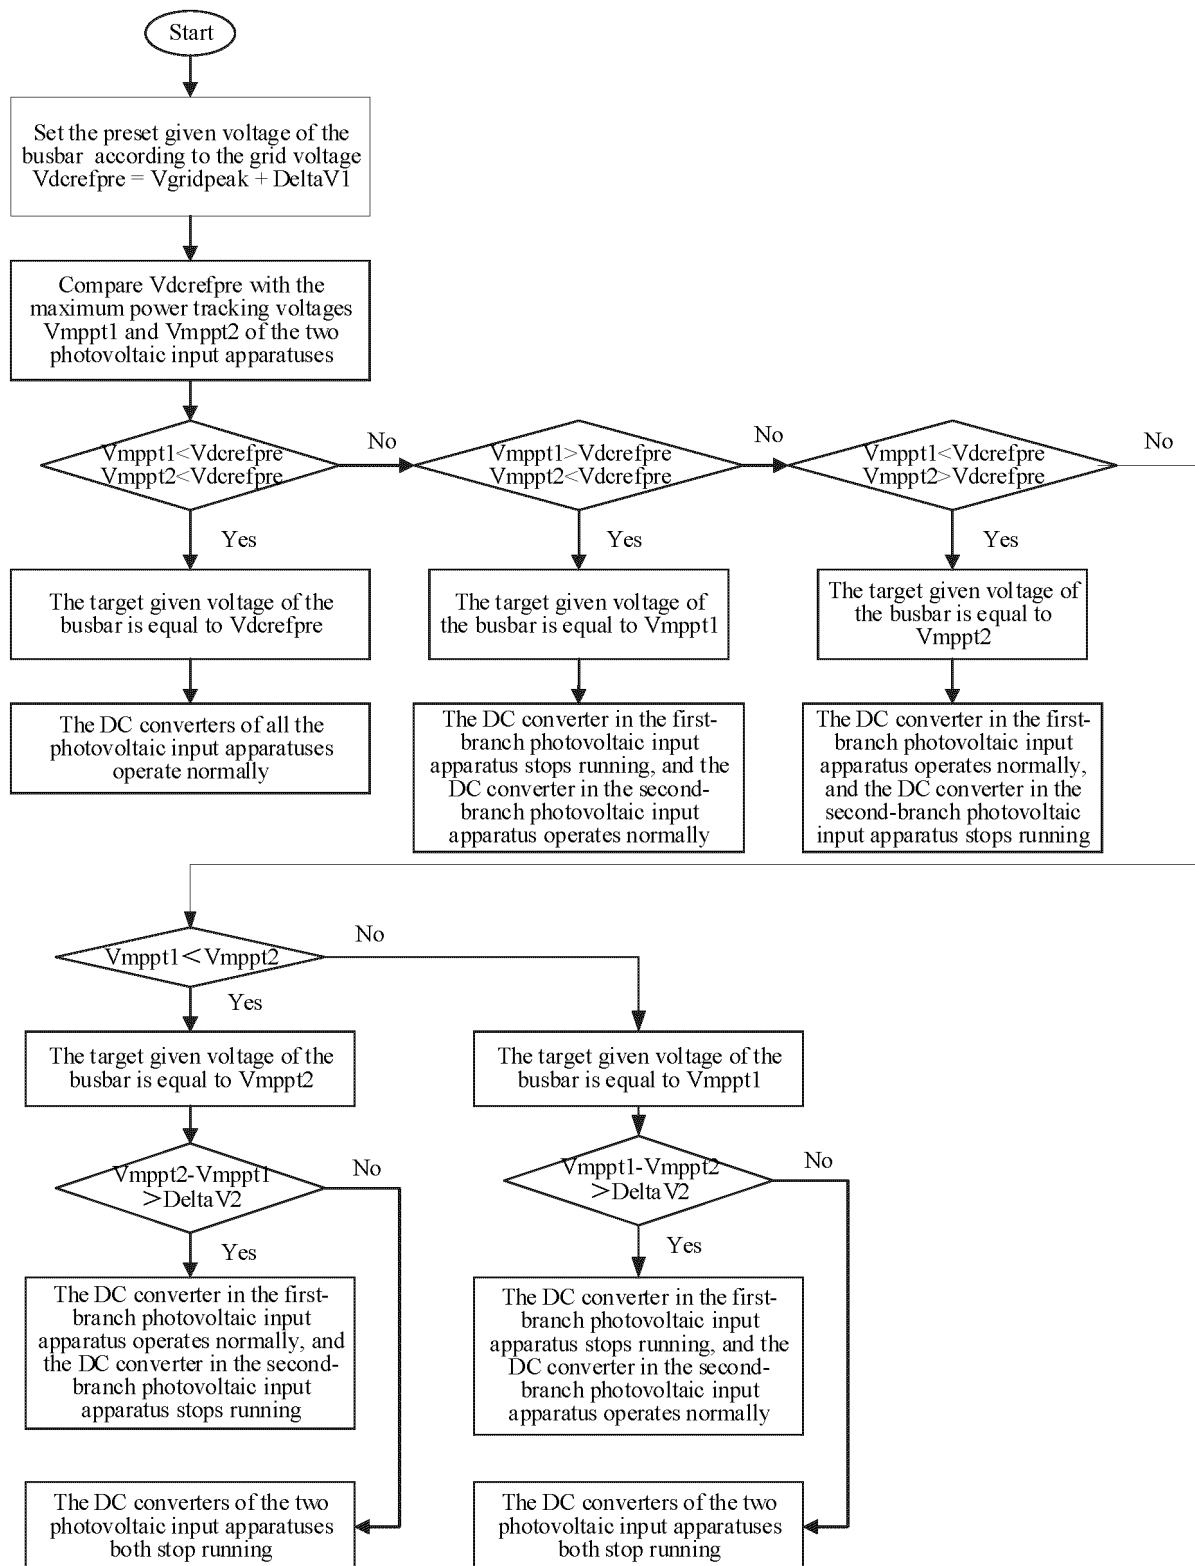 Start
Set the preset given voltage of the
busbar according to the grid voltage
Vdcrefpre = Vgridpeak + DeltaV1
Compare Vdcrefpre with the
maximum power tracking voltages
Vmppt1 and Vmppt2 of the two
photovoltaic input apparatuses
Vmppt1<Vdcrefpre
Vmppt2<Vdcrefpre
No
Vmppt1>Vdcrefpre
Vmppt2<Vdcrefpre
No
Vmppt1<Vdcrefpre
Vmppt2>Vdcrefpre
No
Yes
Yes
Yes
The target given voltage of the
busbar is equal to Vdcrefpre
The target given voltage of
the busbar is equal to Vmppt1
The target given voltage of
the busbar is equal to
Vmppt2
The DC converters of all the
photovoltaic input apparatuses
operate normally
The DC converter in the first-
branch photovoltaic input
apparatus stops running, and the
DC converter in the second-
branch photovoltaic input
apparatus operates normally
The DC converter in the first-
branch photovoltaic input
apparatus operates normally,
and the DC converter in the
second-branch photovoltaic
input apparatus stops running
Vmppt1＜Vmppt2
No
Yes
The target given voltage of the
busbar is equal to Vmppt2
The target given voltage of the
busbar is equal to Vmppt1
Vmppt2-Vmppt1
＞DeltaV2
No
Vmppt1-Vmppt2
＞DeltaV2
No
Yes
Yes
The DC converter in the first-
branch photovoltaic input
apparatus operates normally, and
the DC converter in the second-
branch photovoltaic input
apparatus stops running
The DC converter in the first-
branch photovoltaic input
apparatus stops running, and the
DC converter in the second-
branch photovoltaic input
apparatus operates normally
The DC converters of the two
photovoltaic input apparatuses
both stop running
The DC converters of the two
photovoltaic input apparatuses
both stop running